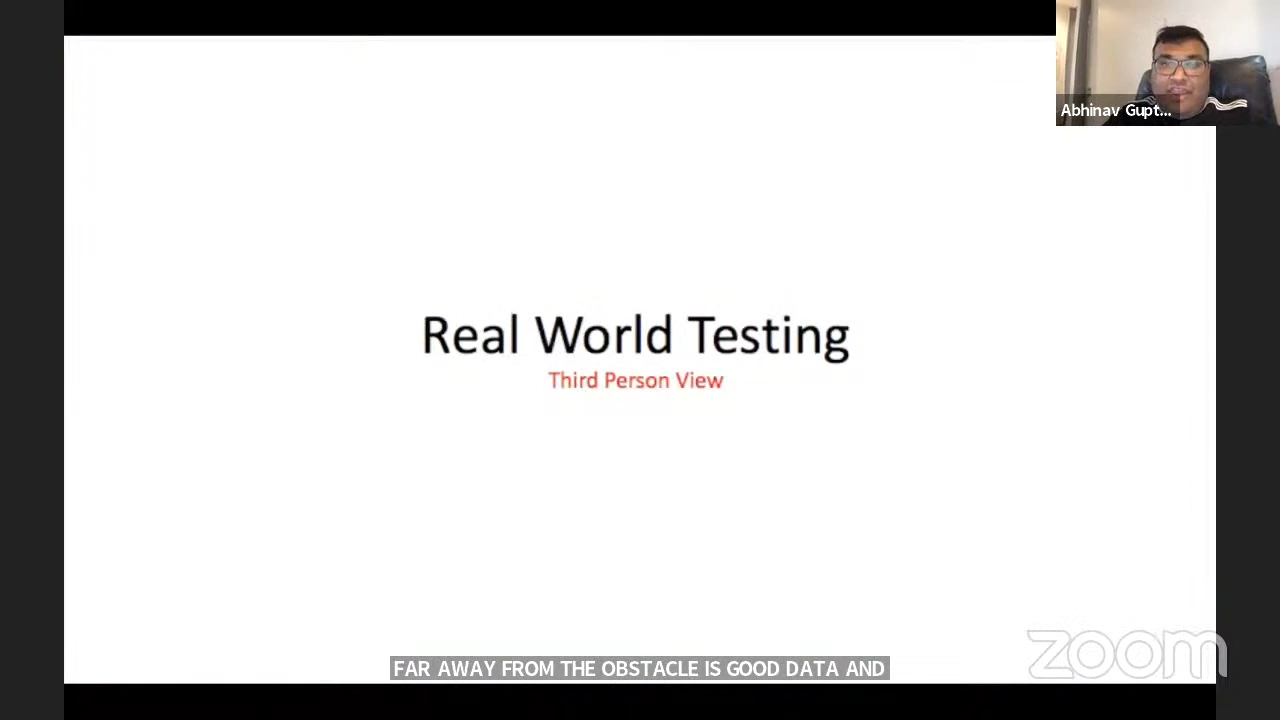 Abhinav Gupt...
Real World Testing
Third Person View
FAR AWAY FROM THE OBSTACLE IS GOOD DATA AND
zoom